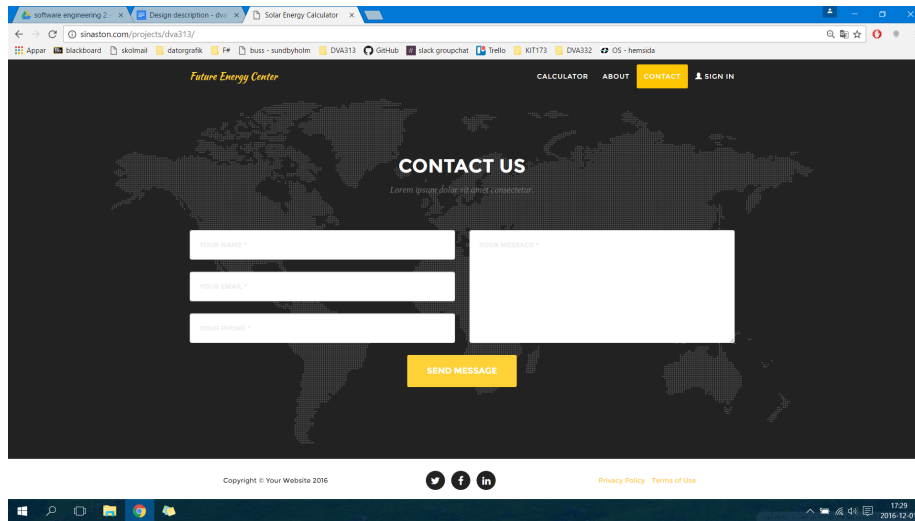 software engineering 2 -
Design description - dva
Solar Energy Calculator
sinaston.com/projects/dva313/
Appar
blackboard
skolmail
datorgrafik
F#
buss - sundbyholm
DVA313
GitHub
slack groupchat
Trello
KIT173
DVA332
OS - hemsida
Future Energy Center
CALCULATOR
ABOUT
CONTACT
SIGN IN
CONTACT US
Lorem ipsum dolor sit amet consectetur.
YOUR NAME *
YOUR MESSAGE *
YOUR EMAIL *
YOUR PHONE *
SEND MESSAGE
Copyright © Your Website 2016
Privacy Policy
Terms of Use
17:29